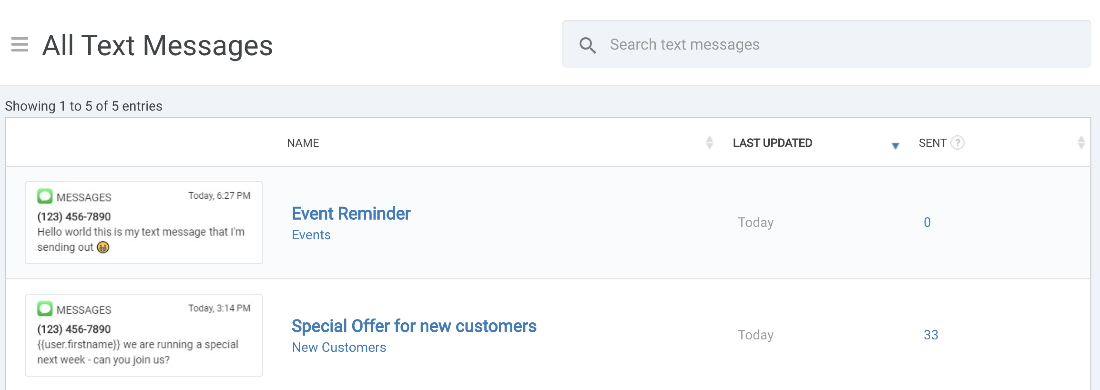 All Text Messages
Search text messages
Showing 1 to 5 of 5 entries
NAME
LAST UPDATED
SENT ?
MESSAGES
Today, 6:27 PM
(123) 456-7890
Hello world this is my text message that I'm
sending out 😀
Event Reminder
Events
Today
0
MESSAGES
Today, 3:14 PM
(123) 456-7890
{{user.firstname}} we are running a special
next week - can you join us?
Special Offer for new customers
New Customers
Today
33